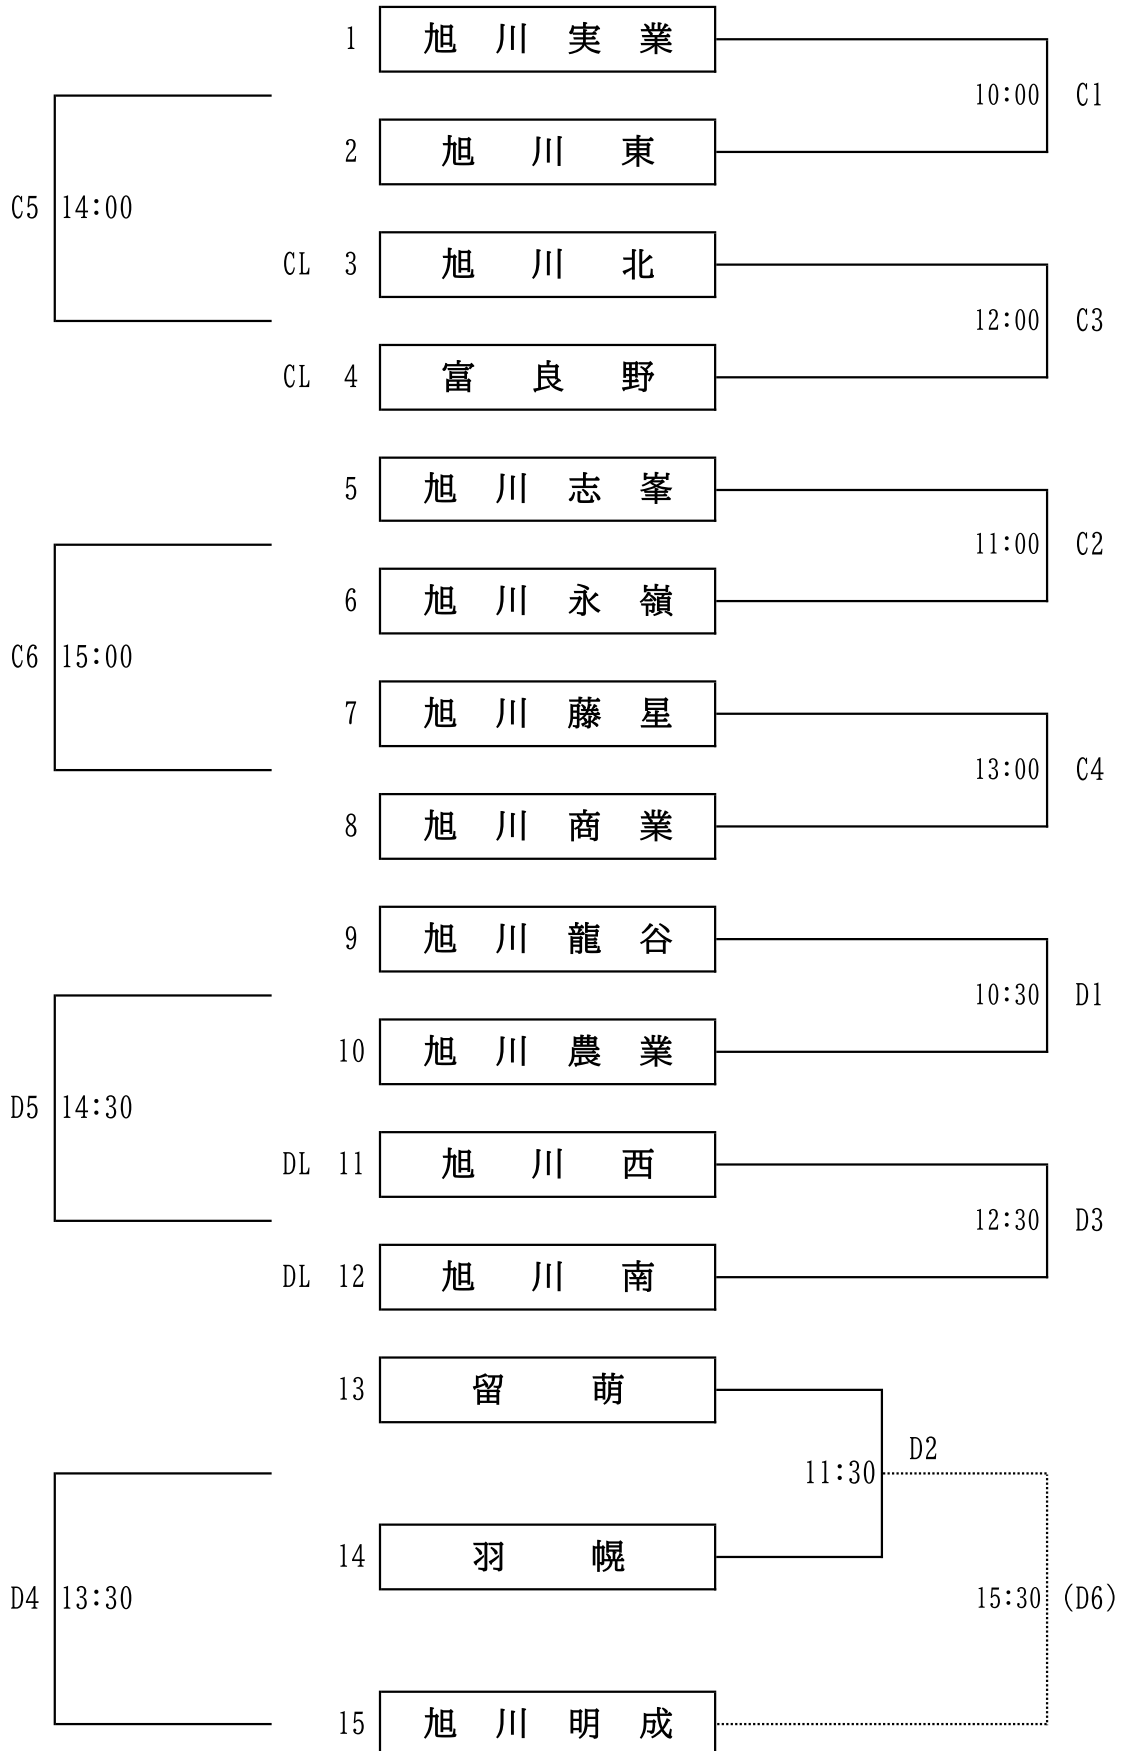 1 旭川実業
10:00 C1
2 旭川東
C5 14:00
CL 3 旭川北
12:00 C3
CL 4 富良野
5 旭川志峯
11:00 C2
6 旭川永嶺
C6 15:00
7 旭川藤星
13:00 C4
8 旭川商業
9 旭川龍谷
10:30 D1
10 旭川農業
D5 14:30
DL 11 旭川西
12:30 D3
DL 12 旭川南
13 留萌
D2
11:30
14 羽幌
D4 13:30
15:30 (D6)
15 旭川明成